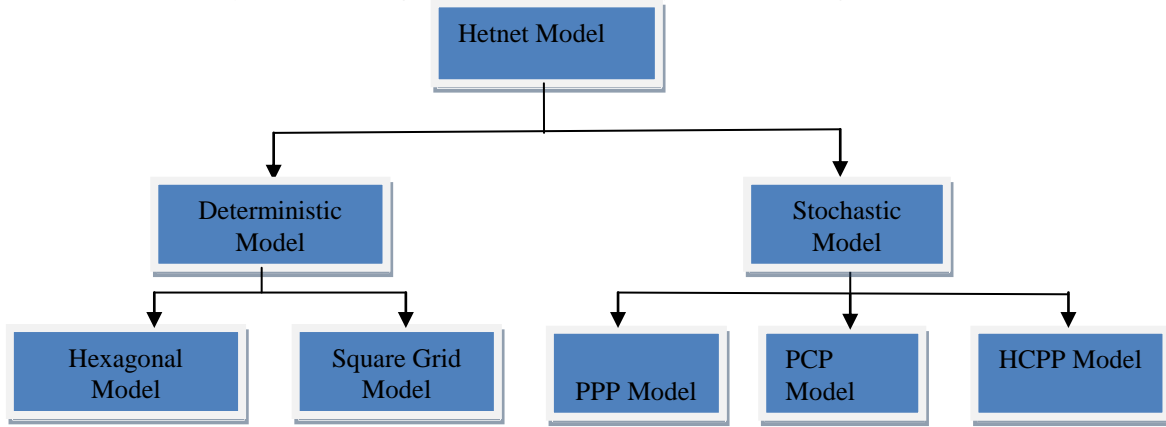 Hetnet Model
Deterministic
Model
Stochastic
Model
Hexagonal
Model
Square Grid
Model
PPP Model
PCP
Model
HCPP Model